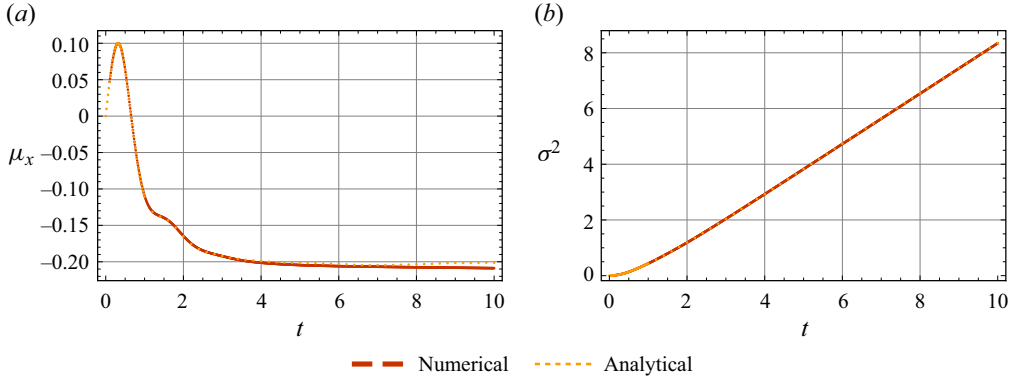 (a)
(b)
0.10
0.05
0
–0.05
–0.10
–0.15
–0.20
μx
0 2 4 6 8 10
t
8
6
4
2
0
σ2
0 2 4 6 8 10
t
Numerical Analytical